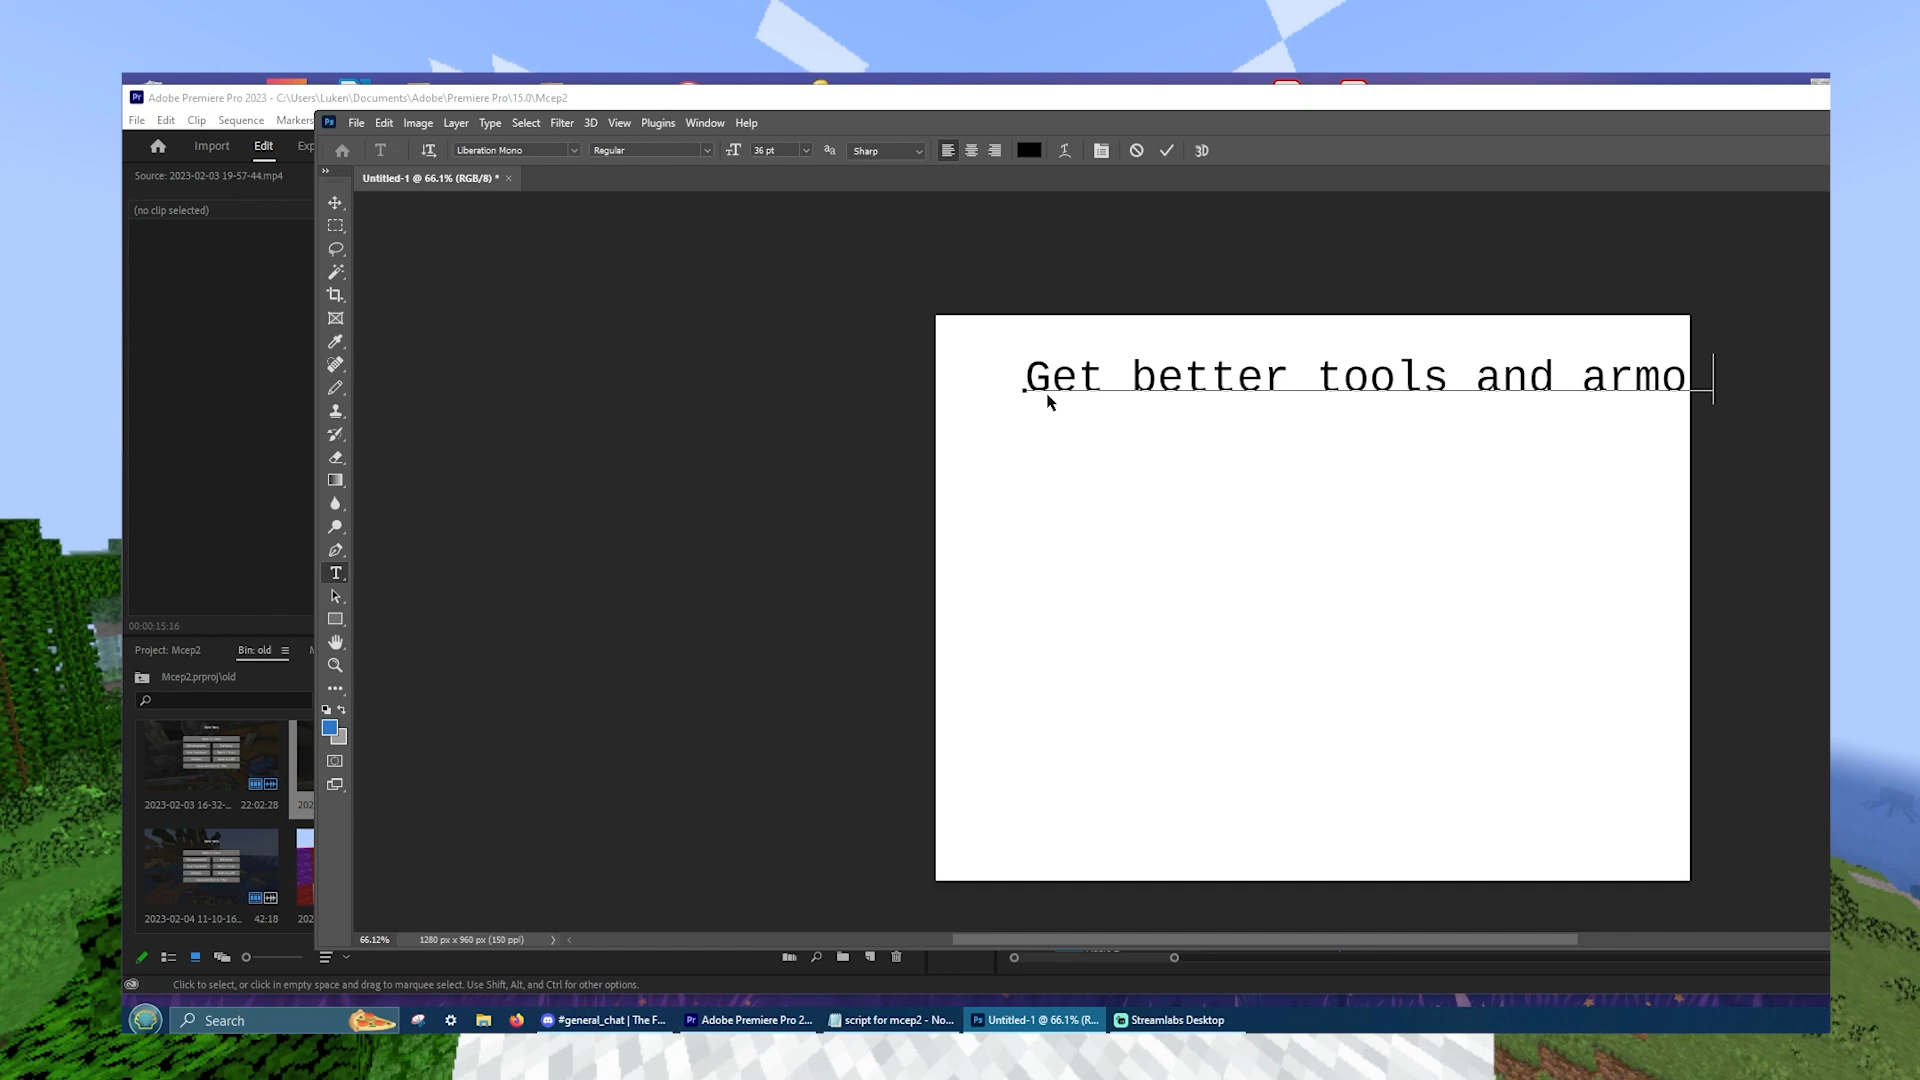 Adobe Premiere Pro 2023 - C:\Users\Luken\Documents\Adobe\Premiere Pro\15.0\Mcep2
File Edit Clip Sequence Markers
Import Edit Exp
Source: 2023-02-03 19-57-44.mp4
(no clip selected)
00:00:15:16
Project: Mcep2 Bin: old
Mcep2.prproj\old
2023-02-03 16-32-... 22:02:28 202
2023-02-04 11-10-16... 42:18 202
Ps File Edit Image Layer Type Select Filter 3D View Plugins Window Help
T Liberation Mono Regular 36 pt Sharp 3D
Untitled-1 @ 66.1% (RGB/8) * ×
Get better tools and armo
66.12% 1280 px x 960 px (150 ppi)
Click to select, or click in empty space and drag to marquee select. Use Shift, Alt, and Ctrl for other options.
Search #general_chat | The F... Pr Adobe Premiere Pro 2... script for mcep2 - No... Ps Untitled-1 @ 66.1% (R... Streamlabs Desktop